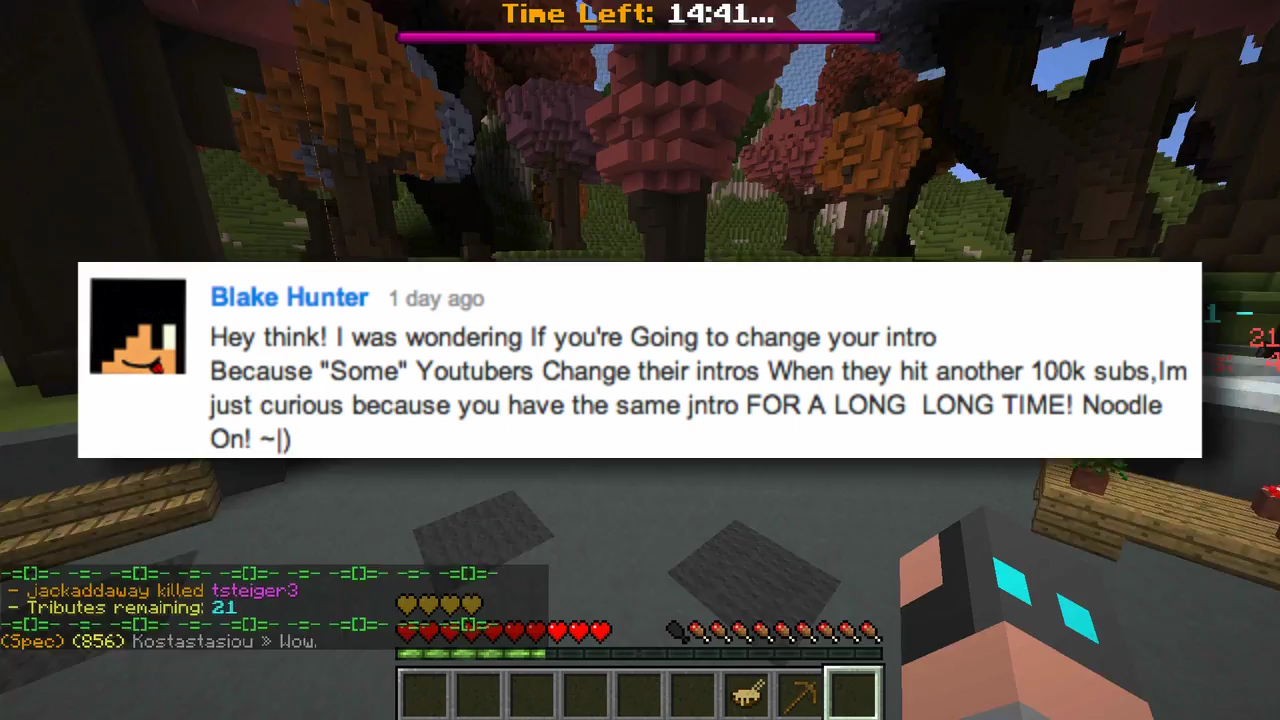 Time Left: 14:41...
Blake Hunter 1 day ago
Hey think! I was wondering If you're Going to change your intro
Because "Some" Youtubers Change their intros When they hit another 100k subs,Im
just curious because you have the same jntro FOR A LONG LONG TIME! Noodle
On! ~|)
1 -
21
-=[]=- -=- -=[]=- -=- -=[]=- -=- -=[]=- -=- -=[]=-
- jackaddaway killed tsteiger3
- Tributes remaining: 21
-=[]=- -=- -=[]=- -=- -=[]=- -=- -=[]=- -=- -=[]=-
(Spec) (856) Kostastasiou » Wow.